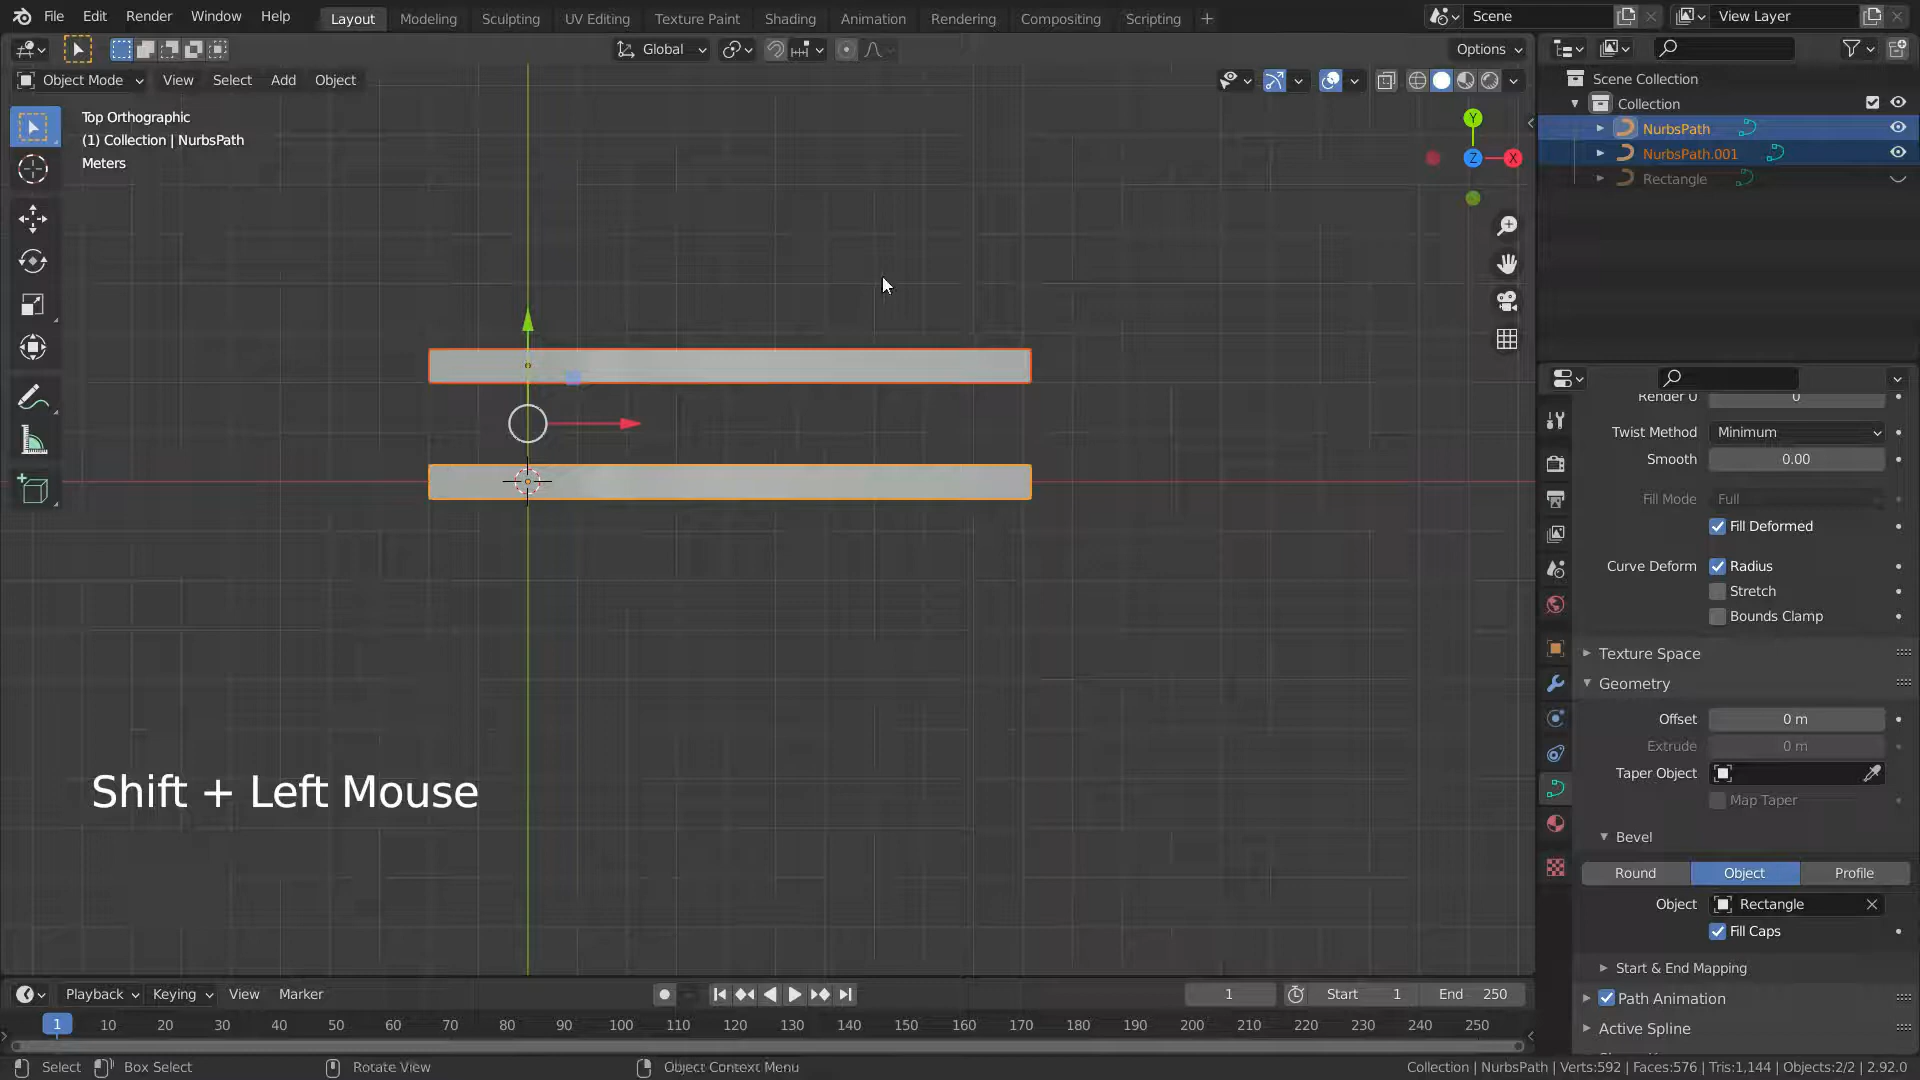 File Edit Render Window Help Layout Modeling Sculpting UV Editing Texture Paint Shading Animation Rendering Compositing Scripting + Scene View Layer
Global Options
Object Mode View Select Add Object
Top Orthographic
(1) Collection | NurbsPath
Meters
Y
Z
X
Scene Collection
Collection
NurbsPath
NurbsPath.001
Rectangle
Render U 0
Twist Method Minimum
Smooth 0.00
Fill Mode Full
Fill Deformed
Curve Deform Radius
Stretch
Bounds Clamp
Texture Space
Geometry
Offset 0 m
Extrude 0 m
Taper Object
Map Taper
Bevel
Round Object Profile
Object Rectangle
Fill Caps
Start & End Mapping
Path Animation
Active Spline
Shift + Left Mouse
Playback Keying View Marker 1 Start 1 End 250
1 10 20 30 40 50 60 70 80 90 100 110 120 130 140 150 160 170 180 190 200 210 220 230 240 250
Select Box Select Rotate View Object Context Menu Collection | NurbsPath | Verts:592 | Faces:576 | Tris:1,144 | Objects:2/2 | 2.92.0